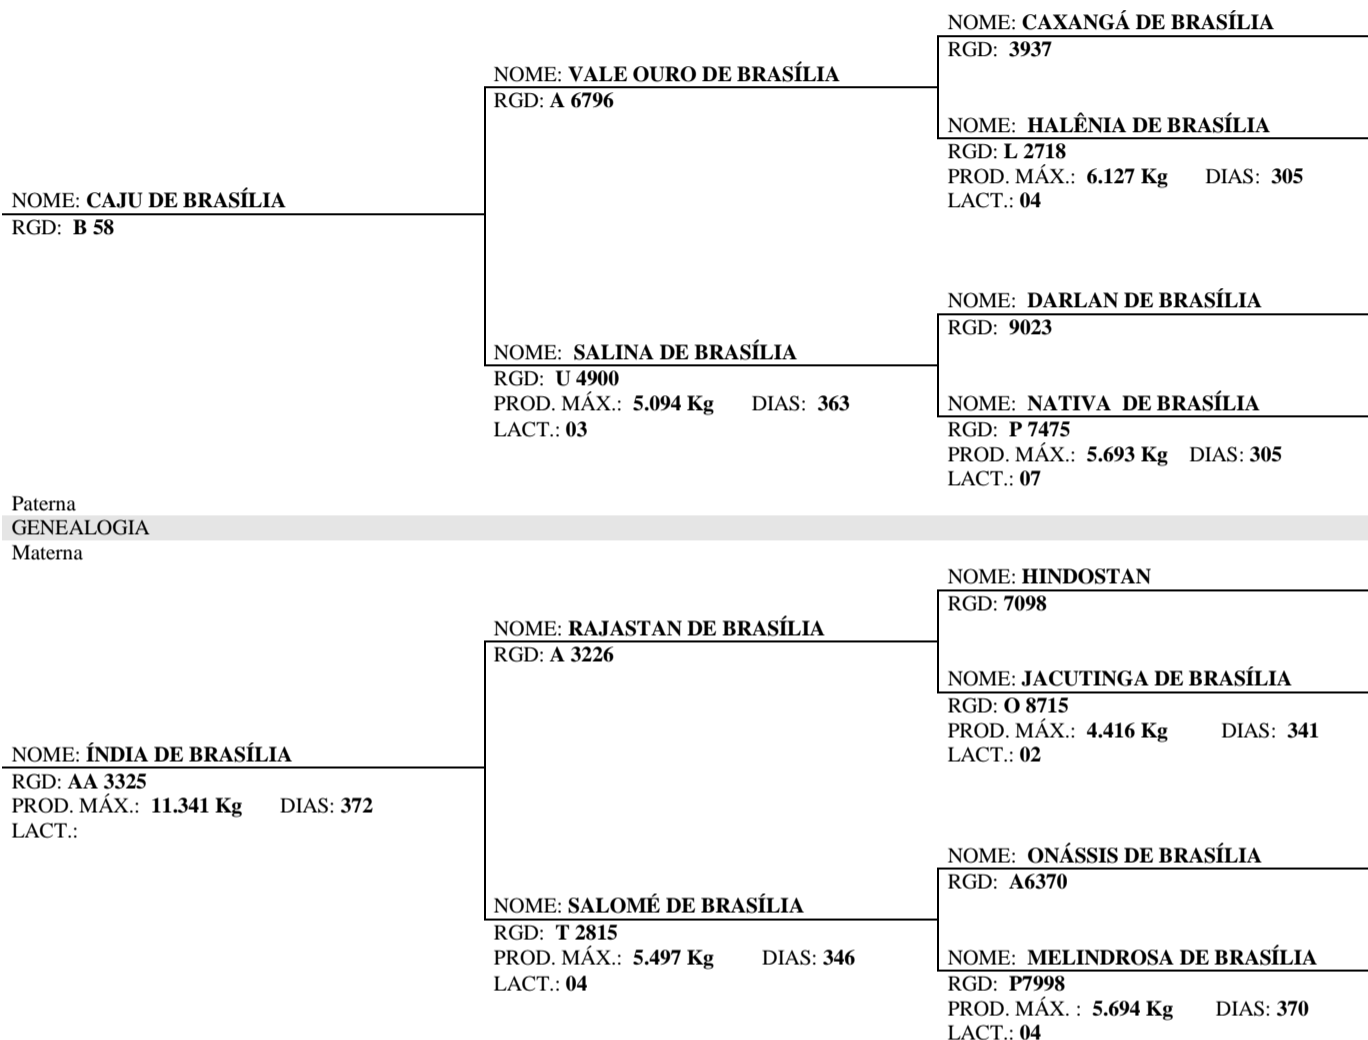 NOME: CAXANGÁ DE BRASÍLIA
RGD: 3937
NOME: VALE OURO DE BRASÍLIA
RGD: A 6796
NOME: HALÊNIA DE BRASÍLIA
RGD: L 2718
PROD. MÁX.: 6.127 Kg DIAS: 305
LACT.: 04
NOME: CAJU DE BRASÍLIA
RGD: B 58
NOME: DARLAN DE BRASÍLIA
RGD: 9023
NOME: SALINA DE BRASÍLIA
RGD: U 4900
PROD. MÁX.: 5.094 Kg DIAS: 363
LACT.: 03
NOME: NATIVA DE BRASÍLIA
RGD: P 7475
PROD. MÁX.: 5.693 Kg DIAS: 305
LACT.: 07
Paterna
GENEALOGIA
Materna
NOME: HINDOSTAN
RGD: 7098
NOME: RAJASTAN DE BRASÍLIA
RGD: A 3226
NOME: JACUTINGA DE BRASÍLIA
RGD: O 8715
PROD. MÁX.: 4.416 Kg DIAS: 341
LACT.: 02
NOME: ÍNDIA DE BRASÍLIA
RGD: AA 3325
PROD. MÁX.: 11.341 Kg DIAS: 372
LACT.:
NOME: ONÁSSIS DE BRASÍLIA
RGD: A6370
NOME: SALOMÉ DE BRASÍLIA
RGD: T 2815
PROD. MÁX.: 5.497 Kg DIAS: 346
LACT.: 04
NOME: MELINDROSA DE BRASÍLIA
RGD: P7998
PROD. MÁX. : 5.694 Kg DIAS: 370
LACT.: 04